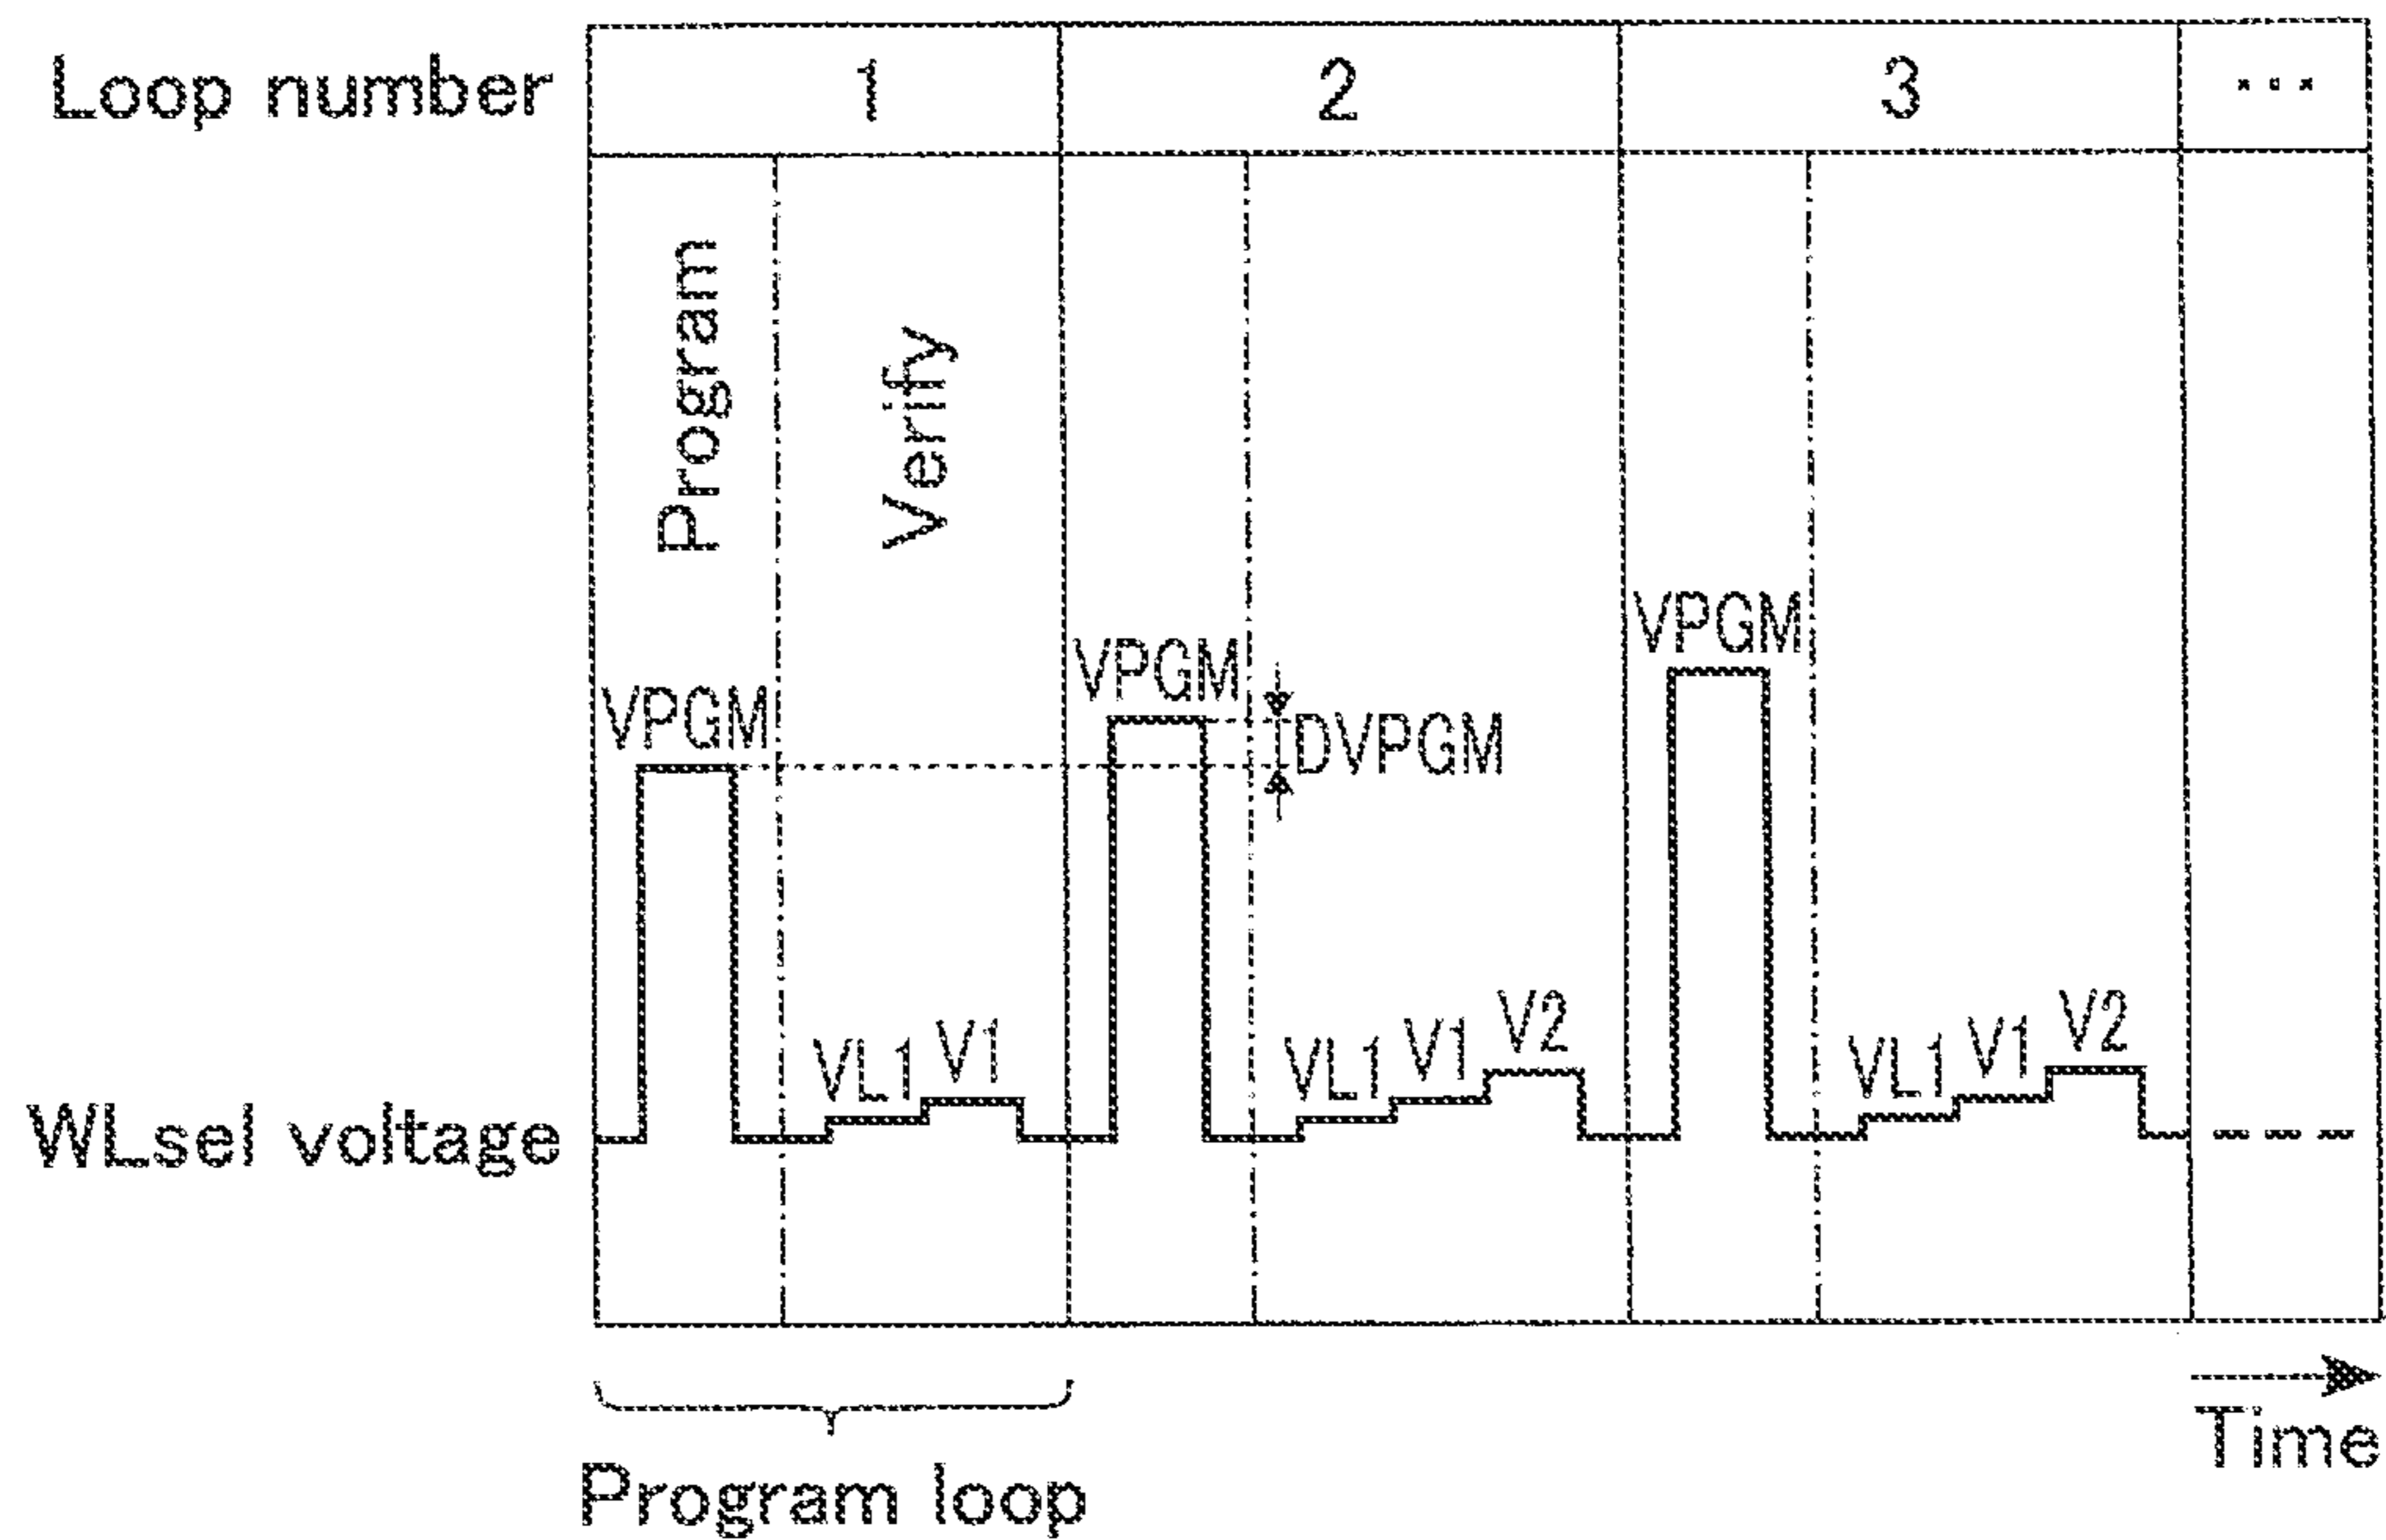 Loop number 1 2 3 ...
Program
Verify
VPGM VPGM VPGM
DVPGM
VL1 V1 VL1 V1 V2 VL1 V1 V2
WLsel voltage
Program loop
Time